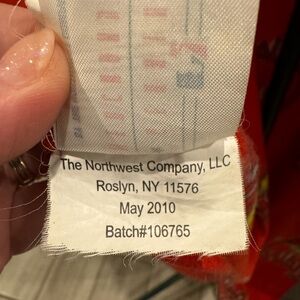 The Northwest Company, LLC
Roslyn, NY 11576
May 2010
Batch#106765